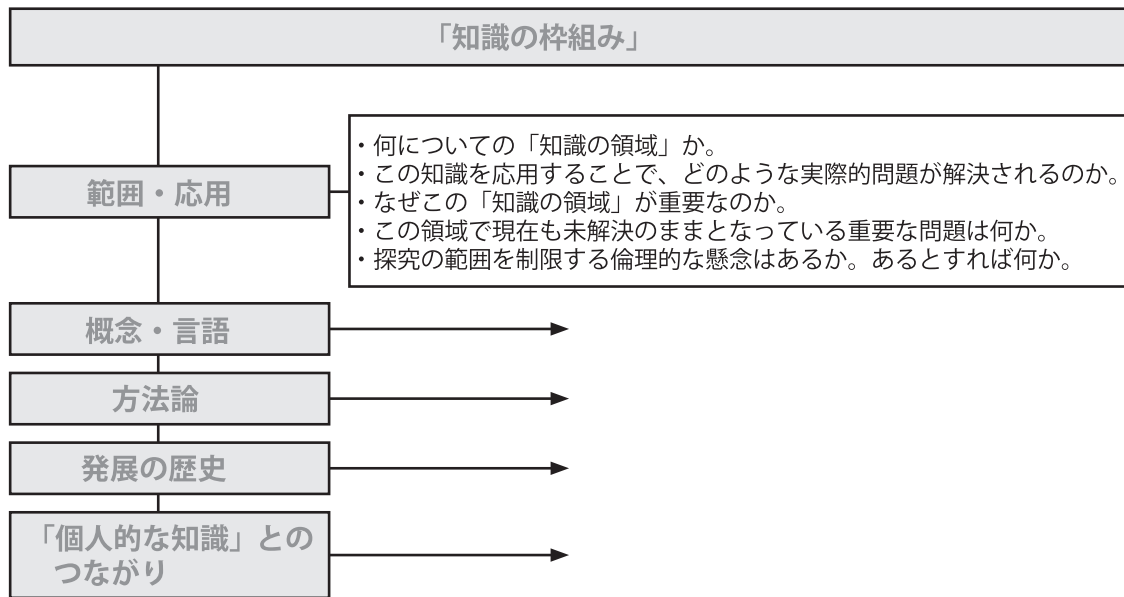 「知識の枠組み」
範囲・応用
・何についての「知識の領域」か。
・この知識を応用することで、どのような実際的問題が解決されるのか。
・なぜこの「知識の領域」が重要なのか。
・この領域で現在も未解決のままとなっている重要な問題は何か。
・探究の範囲を制限する倫理的な懸念はあるか。あるとすれば何か。
概念・言語
方法論
発展の歴史
「個人的な知識」との
つながり